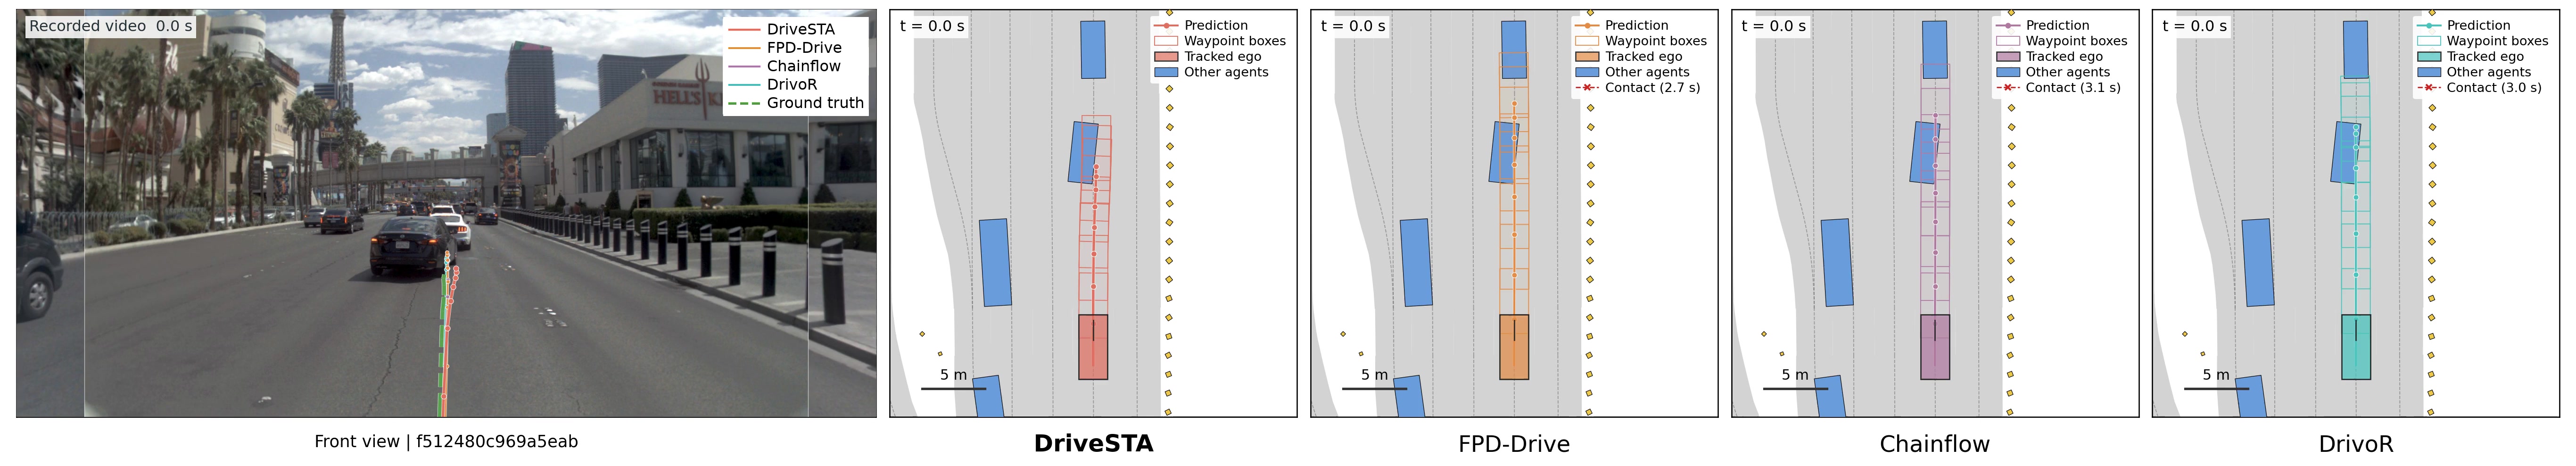 Recorded video 0.0 s
DriveSTA
FPD-Drive
Chainflow
DrivoR
Ground truth
HELL'S K
Front view | f512480c969a5eab
t = 0.0 s
Prediction
Waypoint boxes
Tracked ego
Other agents
5 m
DriveSTA
t = 0.0 s
Prediction
Waypoint boxes
Tracked ego
Other agents
Contact (2.7 s)
5 m
FPD-Drive
t = 0.0 s
Prediction
Waypoint boxes
Tracked ego
Other agents
Contact (3.1 s)
5 m
Chainflow
t = 0.0 s
Prediction
Waypoint boxes
Tracked ego
Other agents
Contact (3.0 s)
5 m
DrivoR